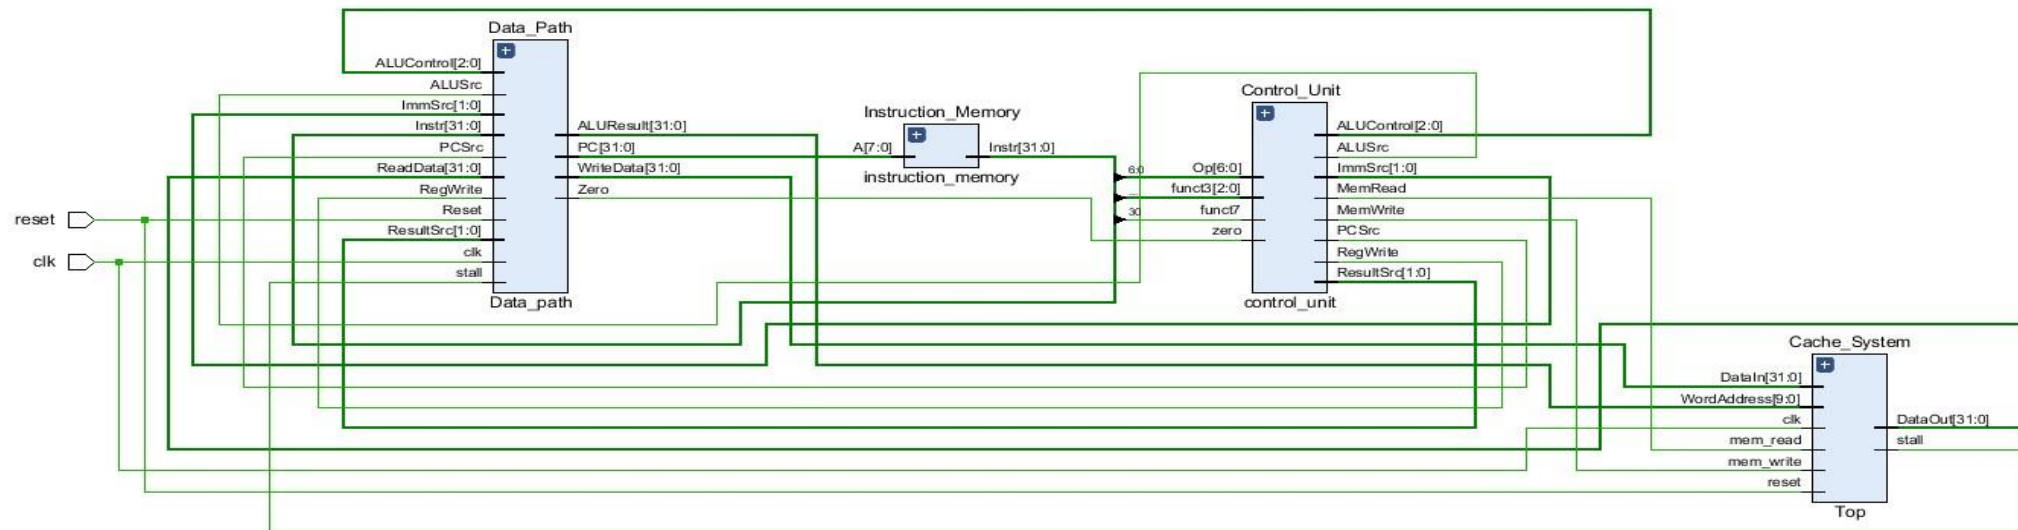 reset
clk
Data_Path
ALUControl[2:0]
ALUSrc
ImmSrc[1:0]
Instr[31:0]
PCSrc
ReadData[31:0]
RegWrite
Reset
ResultSrc[1:0]
clk
stall
ALUResult[31:0]
PC[31:0]
WriteData[31:0]
Zero
Data_path
Instruction_Memory
A[7:0]
Instr[31:0]
instruction_memory
6:0
...
30
Control_Unit
Op[6:0]
funct3[2:0]
funct7
zero
ALUControl[2:0]
ALUSrc
ImmSrc[1:0]
MemRead
MemWrite
PCSrc
RegWrite
ResultSrc[1:0]
control_unit
Cache_System
DataIn[31:0]
WordAddress[9:0]
clk
mem_read
mem_write
reset
DataOut[31:0]
stall
Top